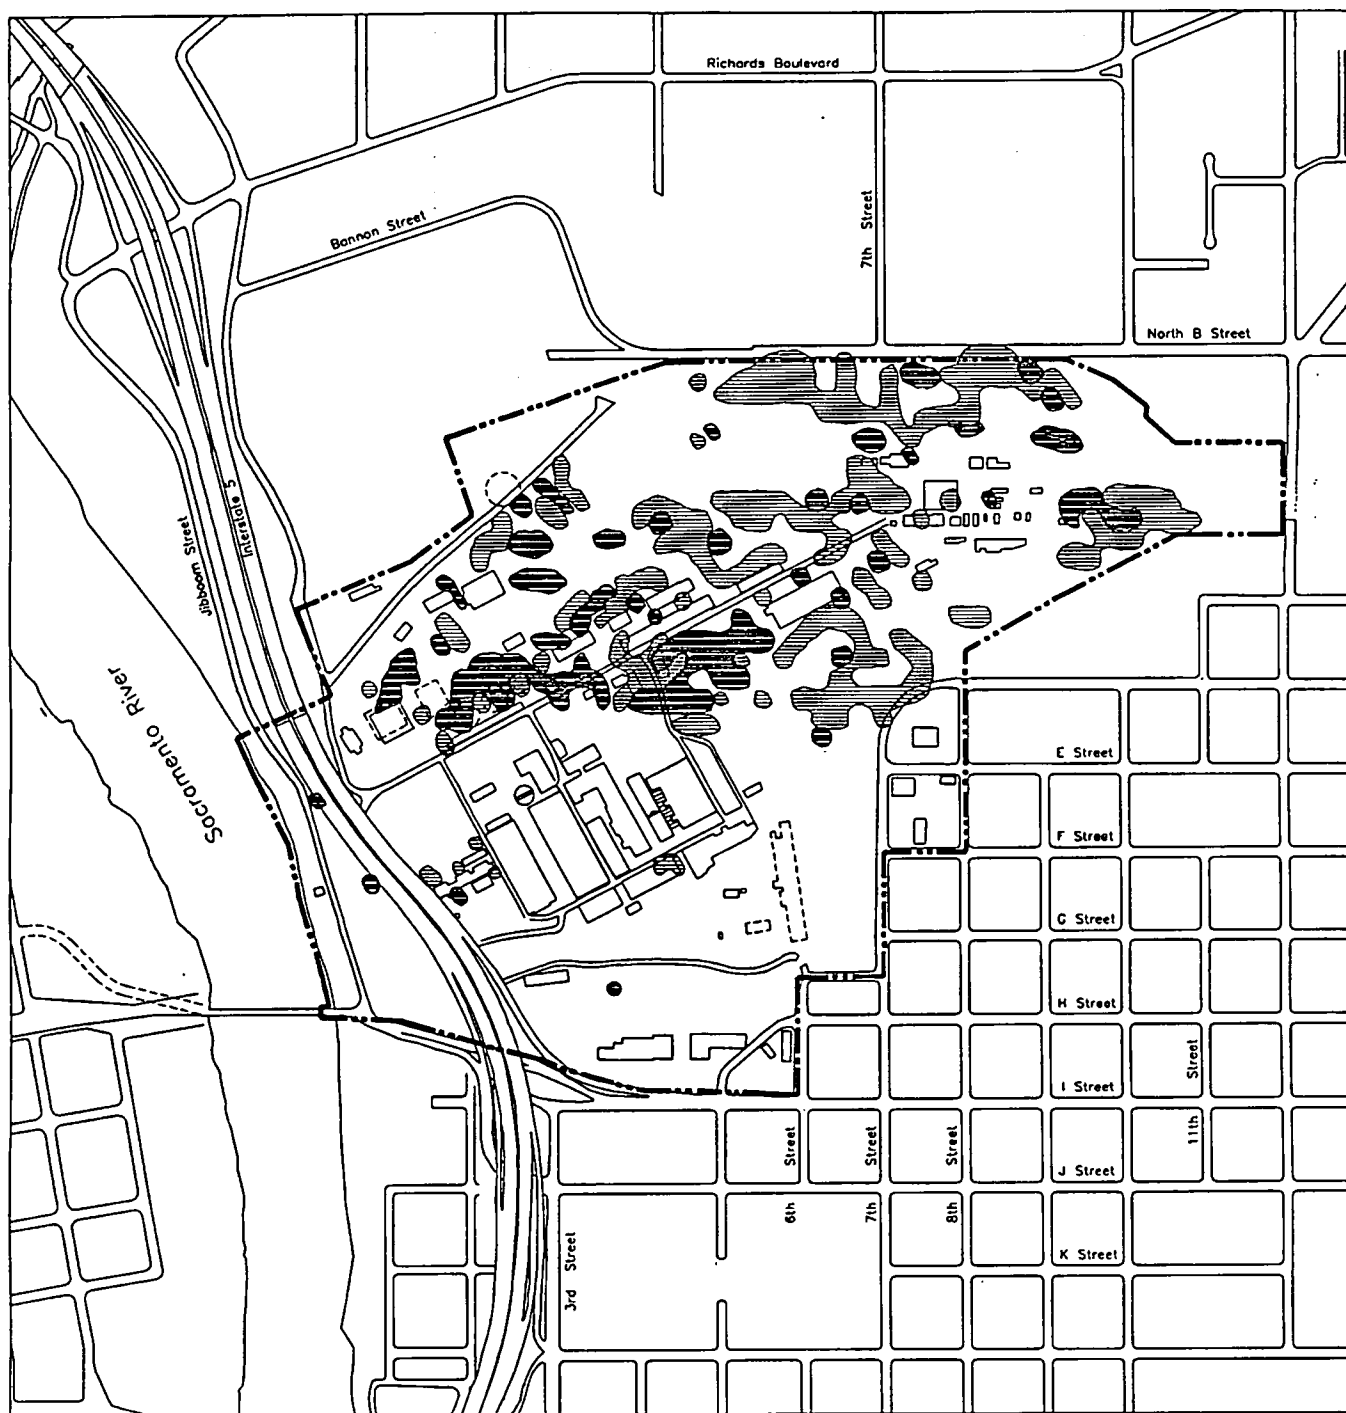 Richards Boulevard
7th Street
Bannon Street
North B Street
Jibboom Street
Interstate 5
Sacramento River
E Street
F Street
G Street
H Street
I Street
11th Street
J Street
6th Street
7th Street
8th Street
K Street
3rd Street